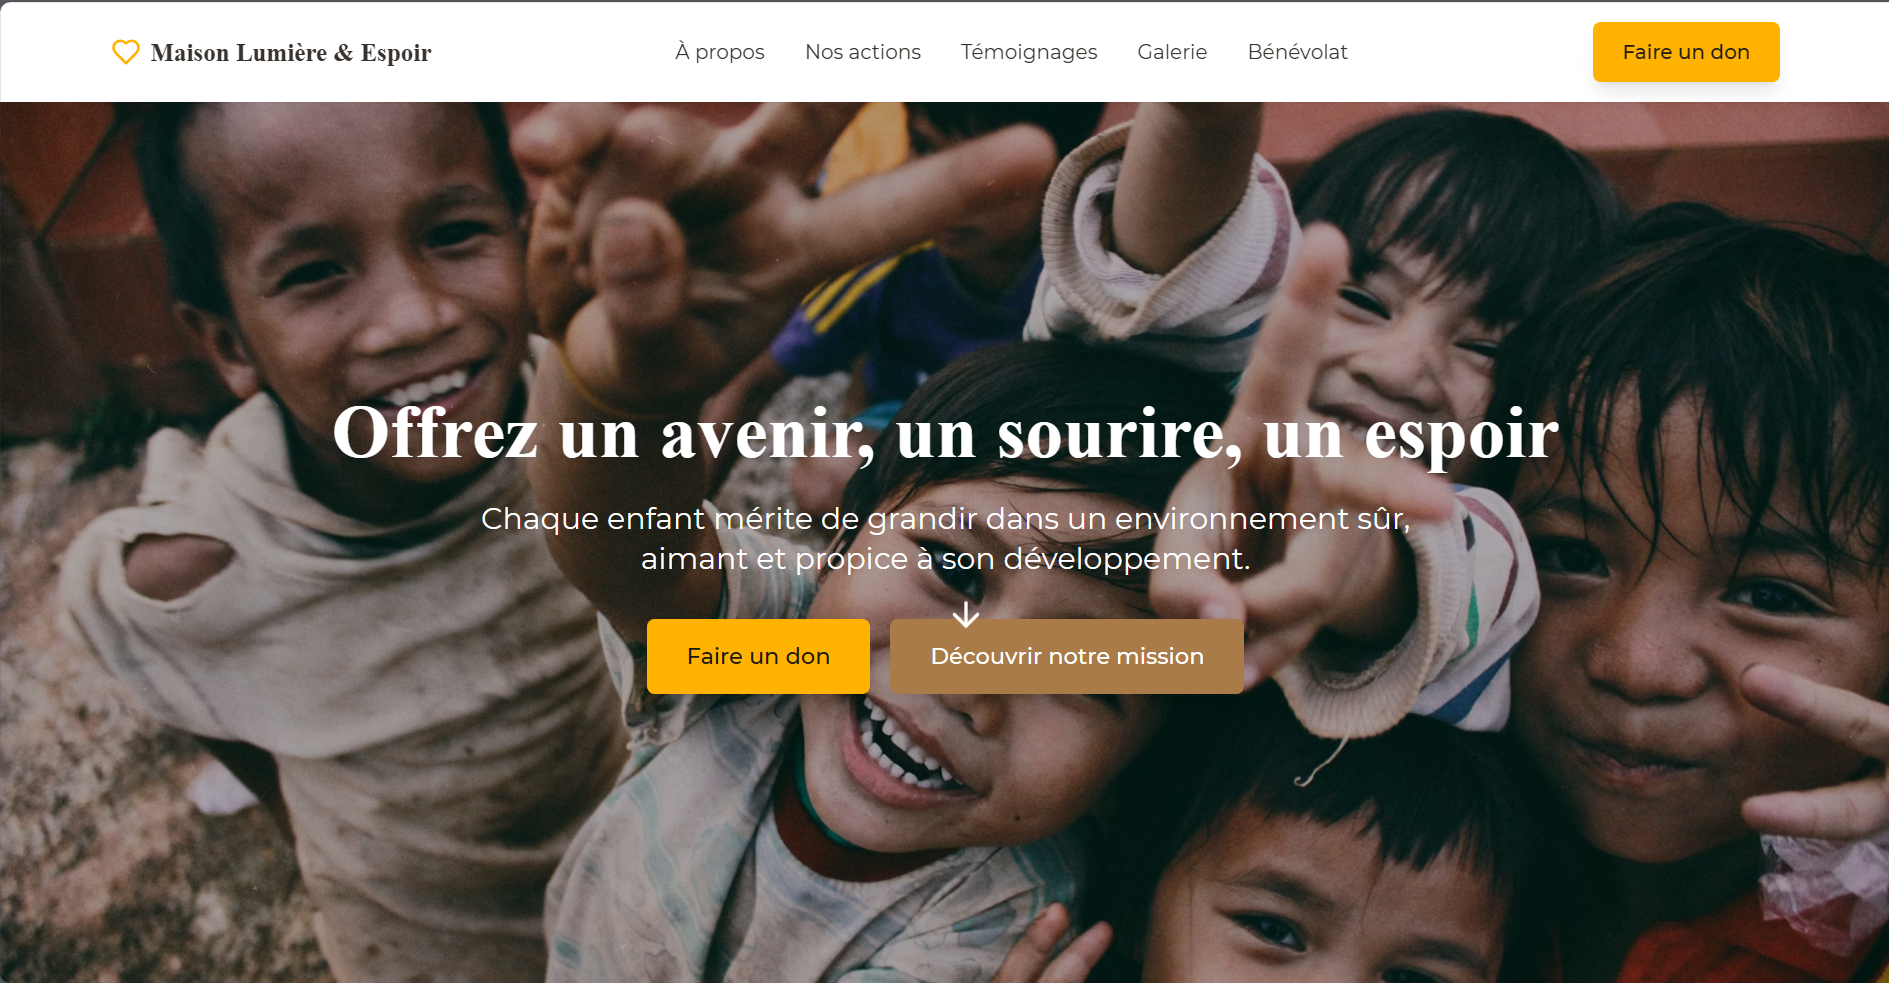 Maison Lumière & Espoir
À propos
Nos actions
Témoignages
Galerie
Bénévolat
Faire un don
Offrez un avenir, un sourire, un espoir
Chaque enfant mérite de grandir dans un environnement sûr,
aimant et propice à son développement.
Faire un don
Découvrir notre mission